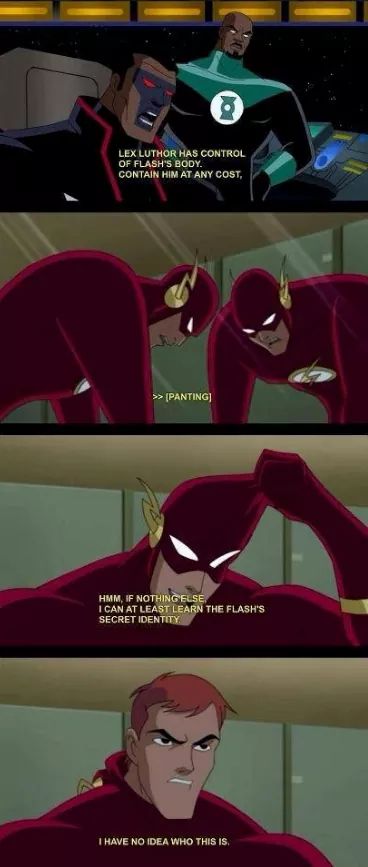 LEX LUTHOR HAS CONTROL
OF FLASH'S BODY.
CONTAIN HIM AT ANY COST,
>> [PANTING]
HMM, IF NOTHING ELSE,
I CAN AT LEAST LEARN THE FLASH'S
SECRET IDENTITY.
I HAVE NO IDEA WHO THIS IS.